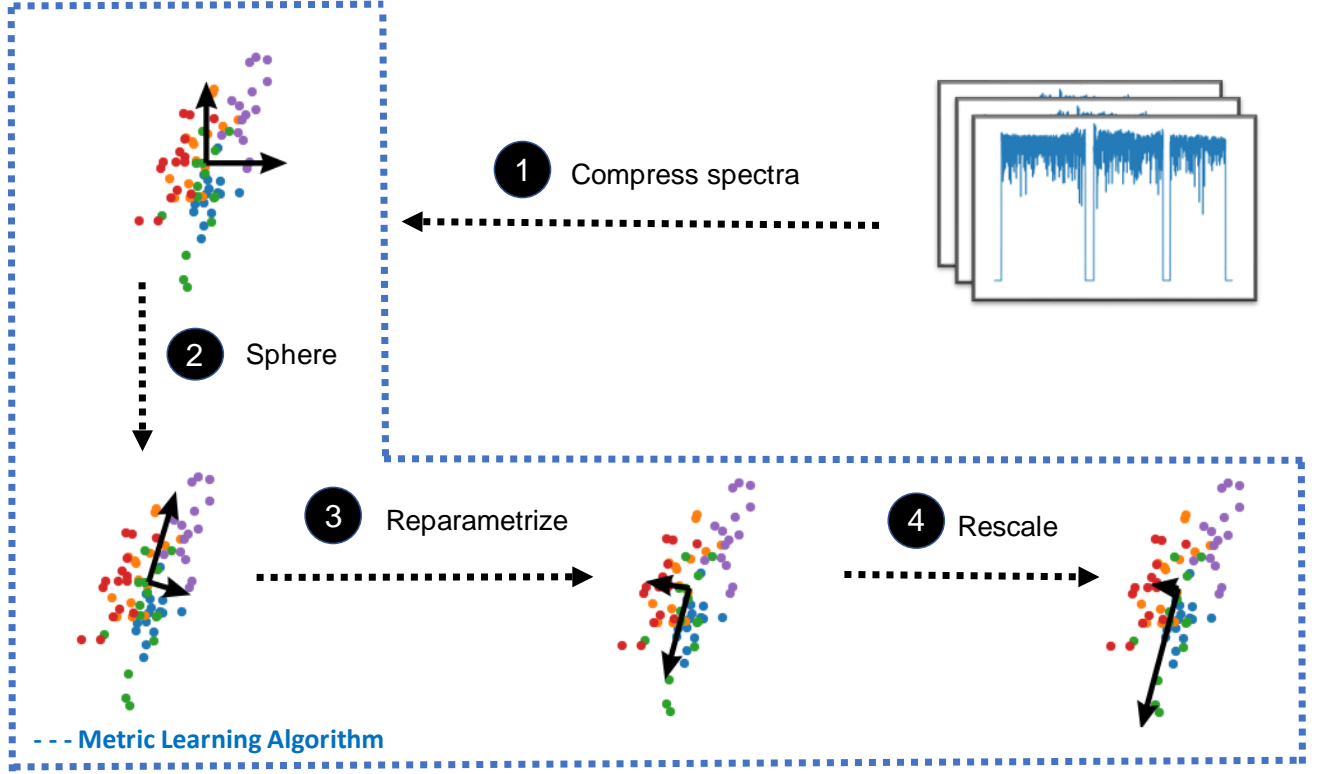 1 Compress spectra
2 Sphere
3 Reparametrize
4 Rescale
- - - Metric Learning Algorithm